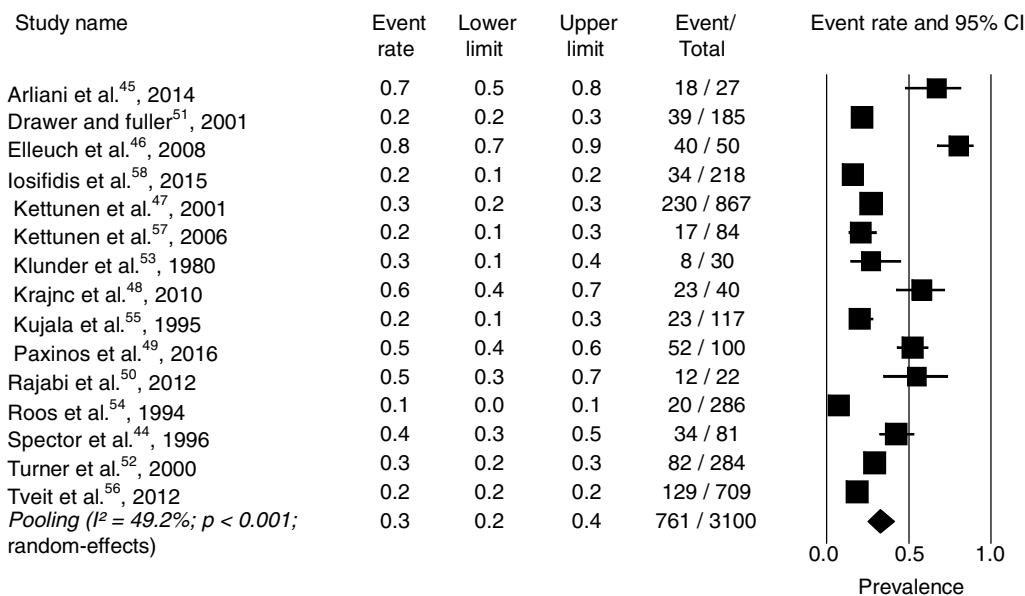 Study name Event rate Lower limit Upper limit Event/ Total Event rate and 95% CI
Arliani et al.45, 2014 0.7 0.5 0.8 18 / 27
Drawer and fuller51, 2001 0.2 0.2 0.3 39 / 185
Elleuch et al.46, 2008 0.8 0.7 0.9 40 / 50
Iosifidis et al.58, 2015 0.2 0.1 0.2 34 / 218
Kettunen et al.47, 2001 0.3 0.2 0.3 230 / 867
Kettunen et al.57, 2006 0.2 0.1 0.3 17 / 84
Klunder et al.53, 1980 0.3 0.1 0.4 8 / 30
Krajnc et al.48, 2010 0.6 0.4 0.7 23 / 40
Kujala et al.55, 1995 0.2 0.1 0.3 23 / 117
Paxinos et al.49, 2016 0.5 0.4 0.6 52 / 100
Rajabi et al.50, 2012 0.5 0.3 0.7 12 / 22
Roos et al.54, 1994 0.1 0.0 0.1 20 / 286
Spector et al.44, 1996 0.4 0.3 0.5 34 / 81
Turner et al.52, 2000 0.3 0.2 0.3 82 / 284
Tveit et al.56, 2012 0.2 0.2 0.2 129 / 709
Pooling (I² = 49.2%; p < 0.001; 0.3 0.2 0.4 761 / 3100
random-effects)
0.0 0.5 1.0
Prevalence